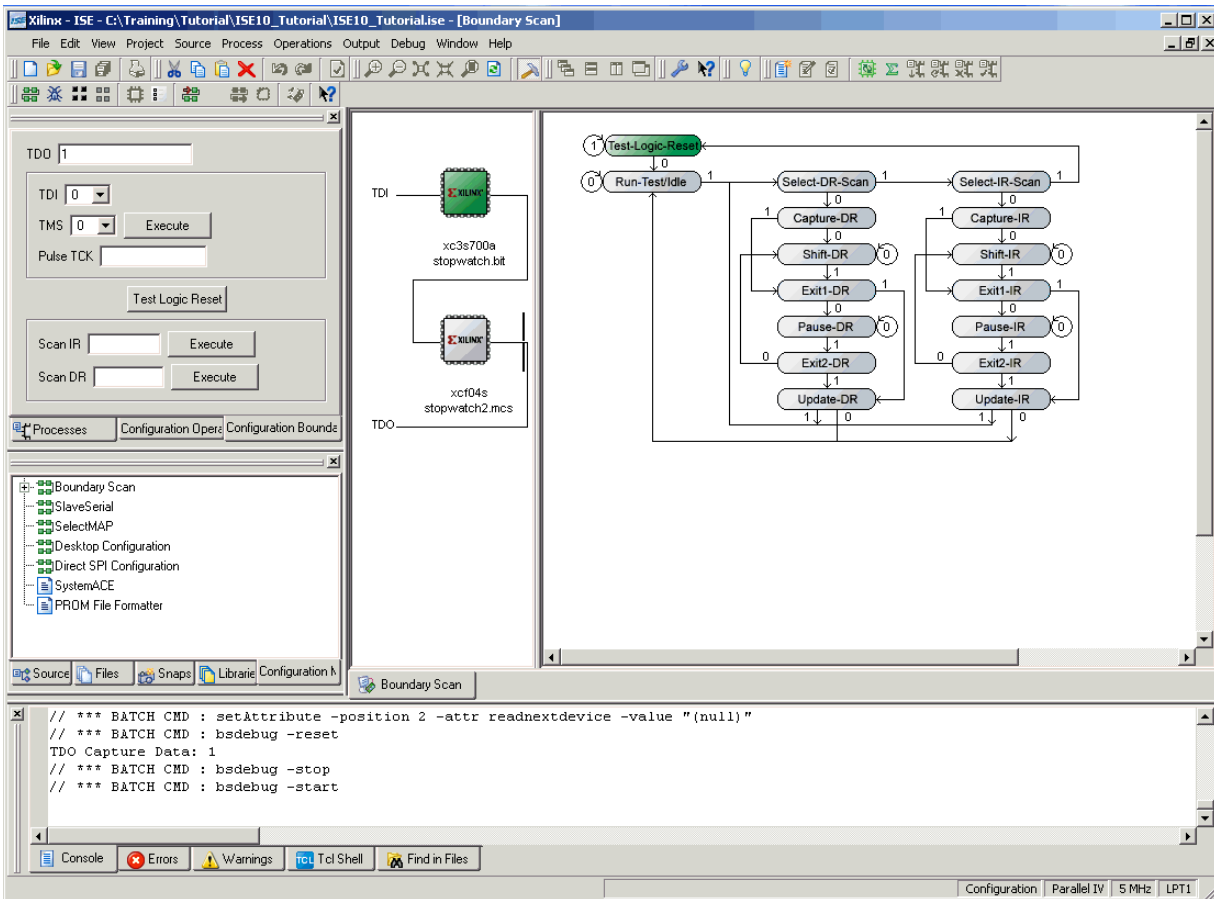 Xilinx - ISE - C:\Training\Tutorial\ISE10_Tutorial\ISE10_Tutorial.ise - [Boundary Scan]
File Edit View Project Source Process Operations Output Debug Window Help
TDO 1
TDI 0
TMS 0 Execute
Pulse TCK
Test Logic Reset
Scan IR Execute
Scan DR Execute
Processes Configuration Opera Configuration Bounda
Boundary Scan
SlaveSerial
SelectMAP
Desktop Configuration
Direct SPI Configuration
SystemACE
PROM File Formatter
Source Files Snaps Librarie Configuration M
TDI
XILINX
xc3s700a
stopwatch.bit
XILINX
xcf04s
stopwatch2.mcs
TDO
Boundary Scan
1 Test-Logic-Reset
0
0 Run-Test/Idle 1 Select-DR-Scan 1 Select-IR-Scan 1
0 0
1 Capture-DR 1 Capture-IR
0 0
Shift-DR 0 Shift-IR 0
1 1
Exit1-DR 1 Exit1-IR 1
0 0
Pause-DR 0 Pause-IR 0
1 1
0 Exit2-DR 0 Exit2-IR
1 1
Update-DR Update-IR
1 0 1 0
// *** BATCH CMD : setAttribute -position 2 -attr readnextdevice -value "(null)"
// *** BATCH CMD : bsdebug -reset
TDO Capture Data: 1
// *** BATCH CMD : bsdebug -stop
// *** BATCH CMD : bsdebug -start
Console Errors Warnings TCL Tcl Shell Find in Files
Configuration Parallel IV 5 MHz LPT1